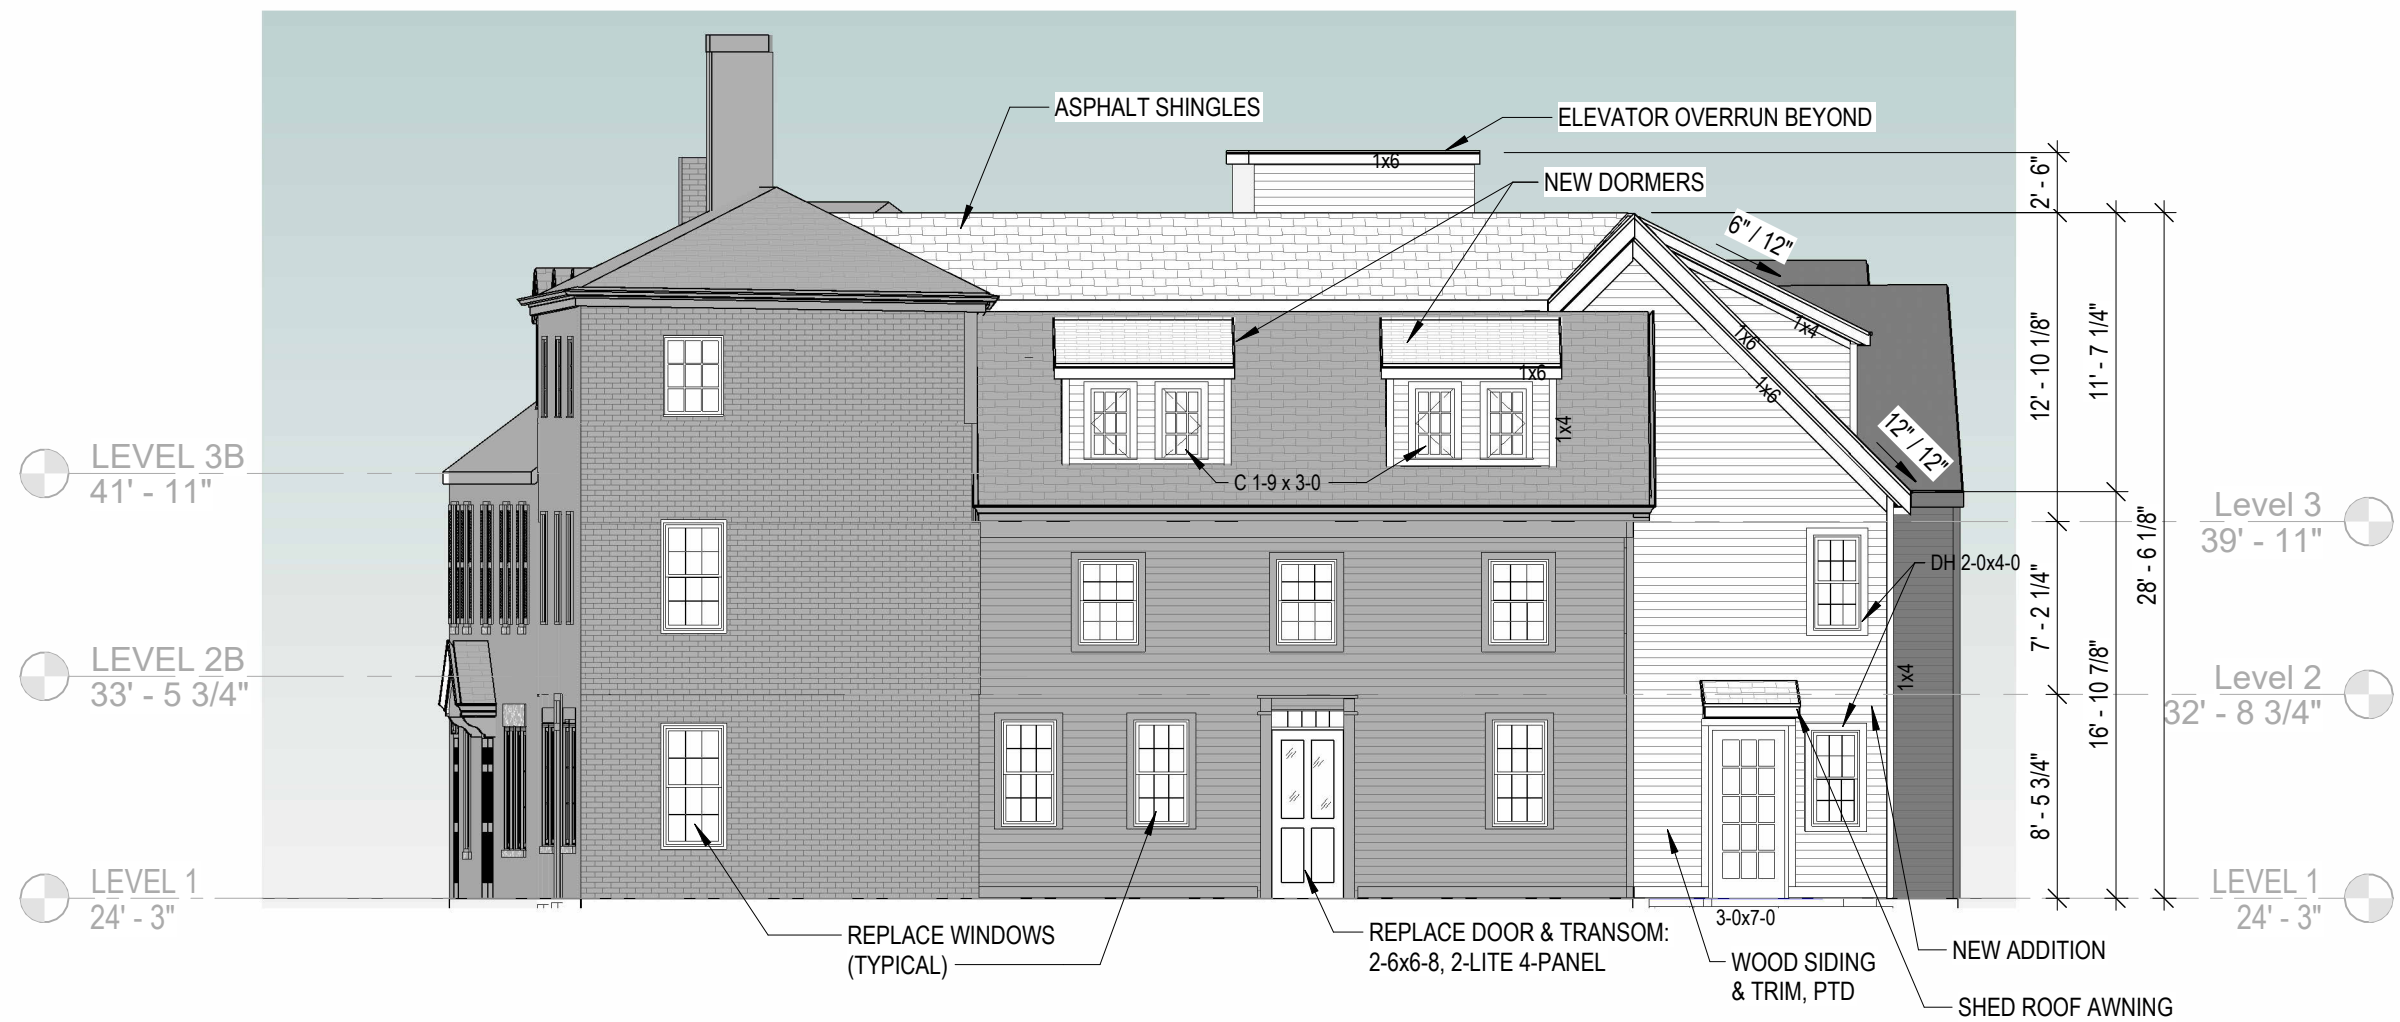 ASPHALT SHINGLES
ELEVATOR OVERRUN BEYOND
1x6
2' - 6"
NEW DORMERS
6" / 12"
1x4
1x6
1x6
1x6
1x4
12' - 10 1/8"
11' - 7 1/4"
12" / 12"
LEVEL 3B
41' - 11"
C 1-9 x 3-0
Level 3
39' - 11"
28' - 6 1/8"
DH 2-0x4-0
7' - 2 1/4"
LEVEL 2B
33' - 5 3/4"
1x4
16' - 10 7/8"
Level 2
32' - 8 3/4"
8' - 5 3/4"
LEVEL 1
24' - 3"
LEVEL 1
24' - 3"
3-0x7-0
REPLACE WINDOWS
(TYPICAL)
REPLACE DOOR & TRANSOM:
2-6x6-8, 2-LITE 4-PANEL
WOOD SIDING
& TRIM, PTD
NEW ADDITION
SHED ROOF AWNING